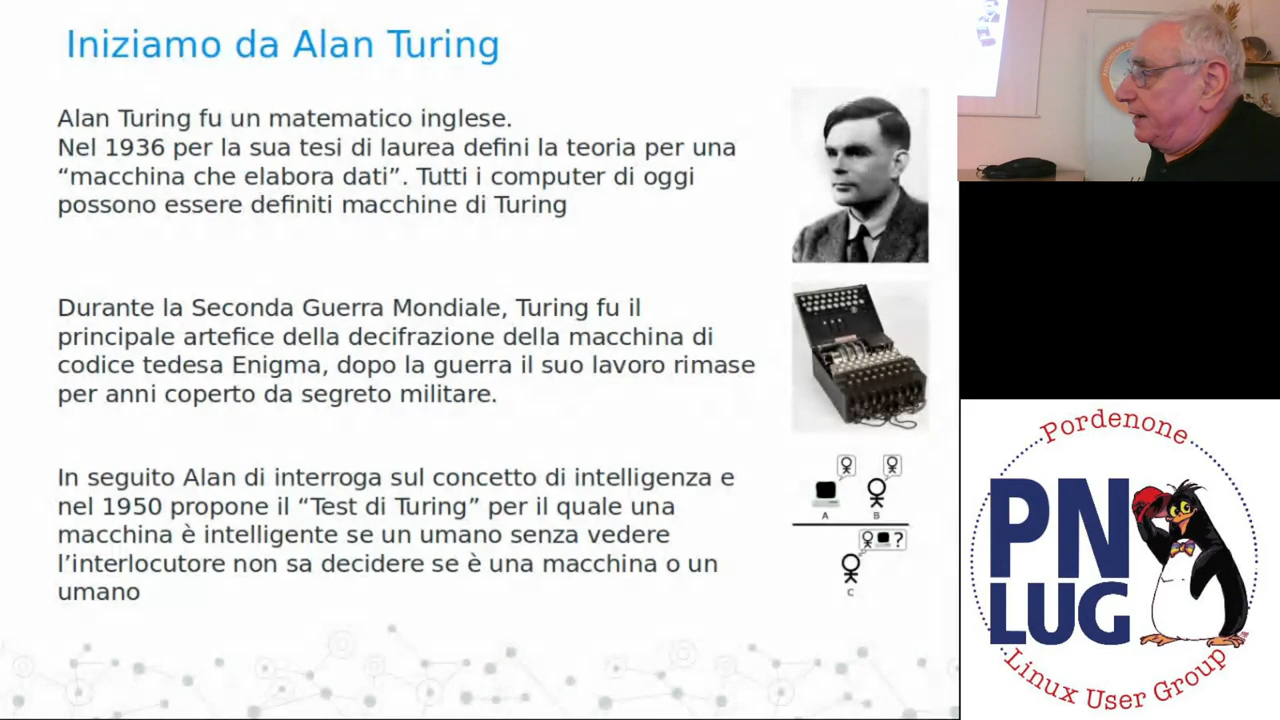 Iniziamo da Alan Turing
Alan Turing fu un matematico inglese.
Nel 1936 per la sua tesi di laurea defini la teoria per una
“macchina che elabora dati”. Tutti i computer di oggi
possono essere definiti macchine di Turing
Durante la Seconda Guerra Mondiale, Turing fu il
principale artefice della decifrazione della macchina di
codice tedesa Enigma, dopo la guerra il suo lavoro rimase
per anni coperto da segreto militare.
In seguito Alan di interroga sul concetto di intelligenza e
nel 1950 propone il “Test di Turing” per il quale una
macchina è intelligente se un umano senza vedere
l’interlocutore non sa decidere se è una macchina o un
umano
A
B
?
C
Pordenone
PN
LUG
Linux User Group